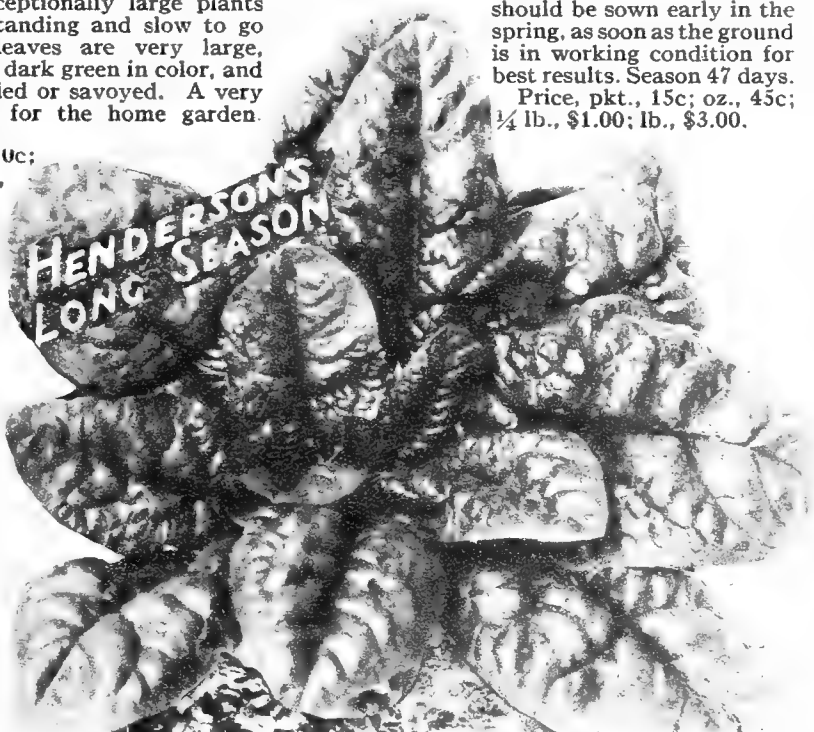 ceptionally large plants
tanding and slow to go
eaves are very large,
dark green in color, and
ied or savoyed. A very
for the home garden.
0c;
HENDERSON'S
LONG SEASON
should be sown early in the
spring, as soon as the ground
is in working condition for
best results. Season 47 days.
Price, pkt., 15c; oz., 45c;
¼ lb., $1.00; lb., $3.00.